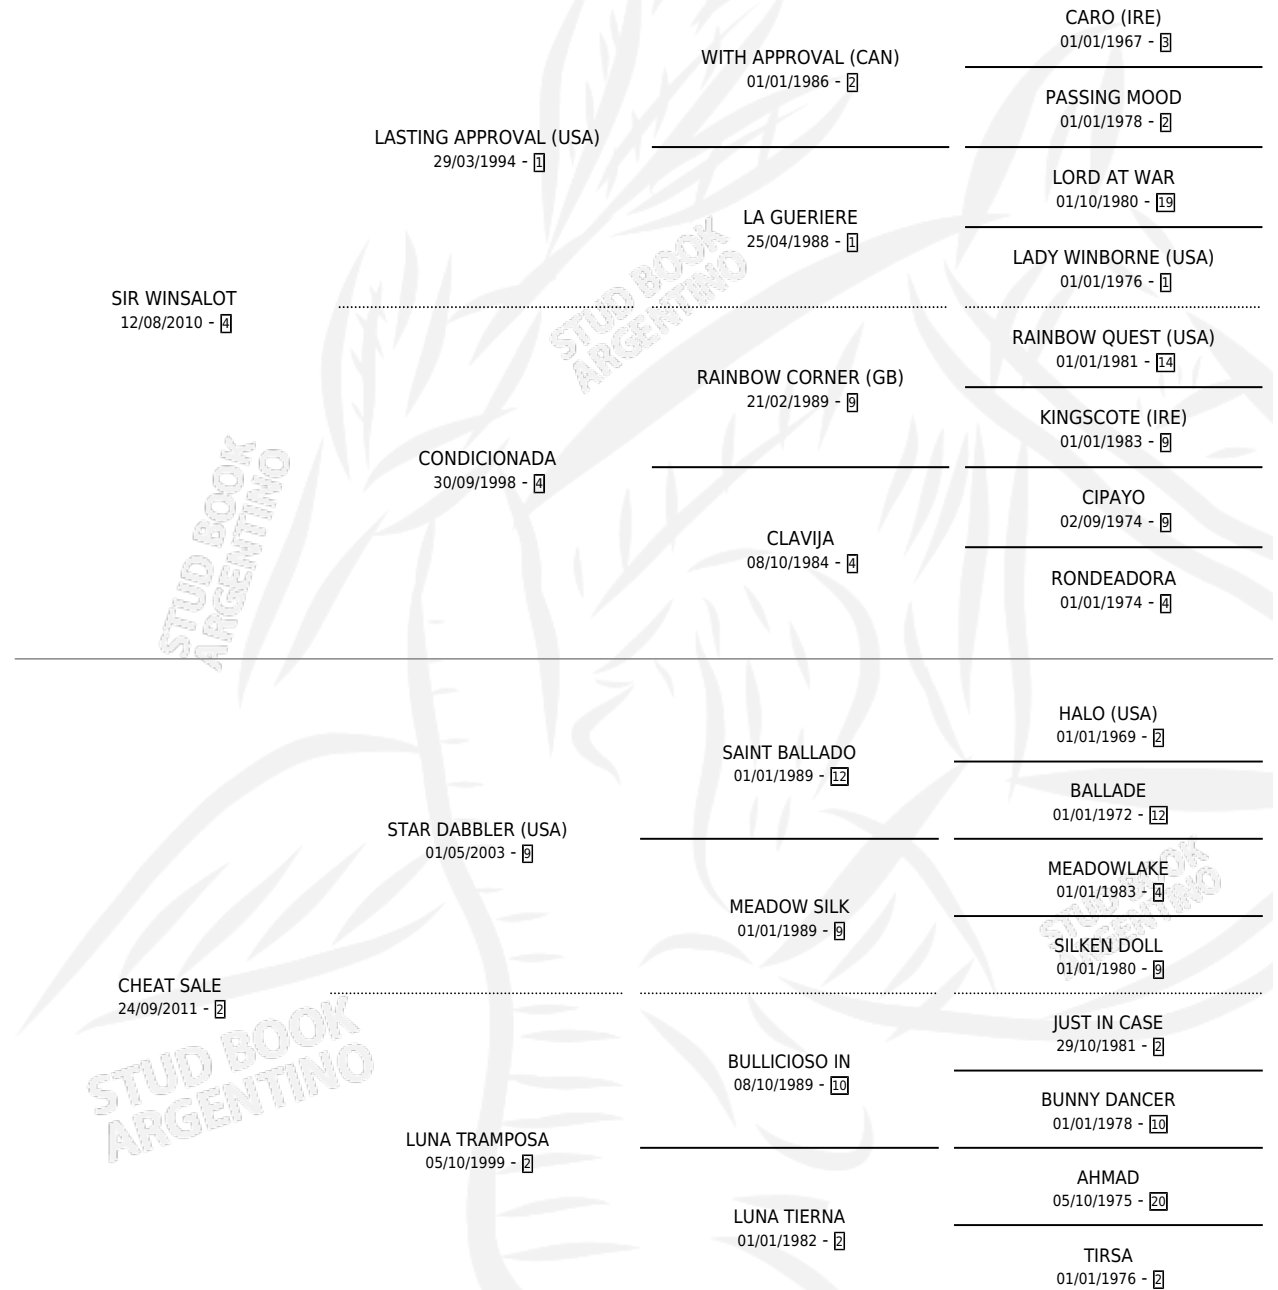 CARO (IRE)
01/01/1967 - 3
WITH APPROVAL (CAN)
01/01/1986 - 2
PASSING MOOD
01/01/1978 - 2
LASTING APPROVAL (USA)
29/03/1994 - 1
LORD AT WAR
01/10/1980 - 19
LA GUERIERE
25/04/1988 - 1
LADY WINBORNE (USA)
01/01/1976 - 1
SIR WINSALOT
12/08/2010 - 4
STUD BOOK
ARGENTINO
RAINBOW QUEST (USA)
01/01/1981 - 14
RAINBOW CORNER (GB)
21/02/1989 - 9
KINGSCOTE (IRE)
01/01/1983 - 9
CONDICIONADA
30/09/1998 - 4
CIPAYO
02/09/1974 - 9
CLAVIJA
08/10/1984 - 4
RONDEADORA
01/01/1974 - 4
STUD BOOK
ARGENTINO
HALO (USA)
01/01/1969 - 2
SAINT BALLADO
01/01/1989 - 12
BALLADE
01/01/1972 - 12
STAR DABBLER (USA)
01/05/2003 - 9
MEADOWLAKE
01/01/1983 - 4
MEADOW SILK
01/01/1989 - 9
SILKEN DOLL
01/01/1980 - 9
STUD BOOK
ARGENTINO
CHEAT SALE
24/09/2011 - 2
STUD BOOK
ARGENTINO
JUST IN CASE
29/10/1981 - 2
BULLICIOSO IN
08/10/1989 - 10
BUNNY DANCER
01/01/1978 - 10
LUNA TRAMPOSA
05/10/1999 - 2
AHMAD
05/10/1975 - 20
LUNA TIERNA
01/01/1982 - 2
TIRSA
01/01/1976 - 2